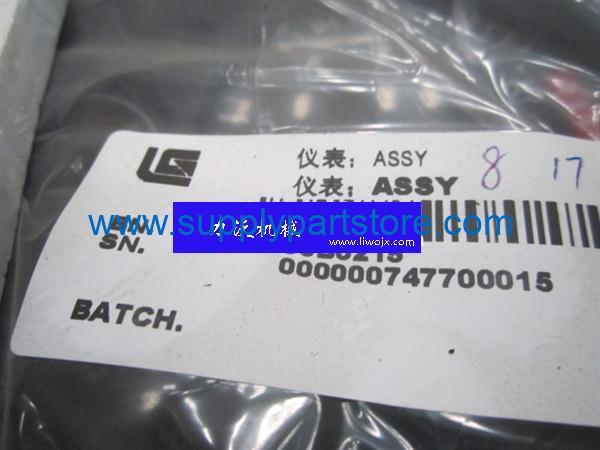 仪表; ASSY
仪表; ASSY 8 17
www.supplypartstore.com
SN.
www.liwojx.com
000000747700015
BATCH.